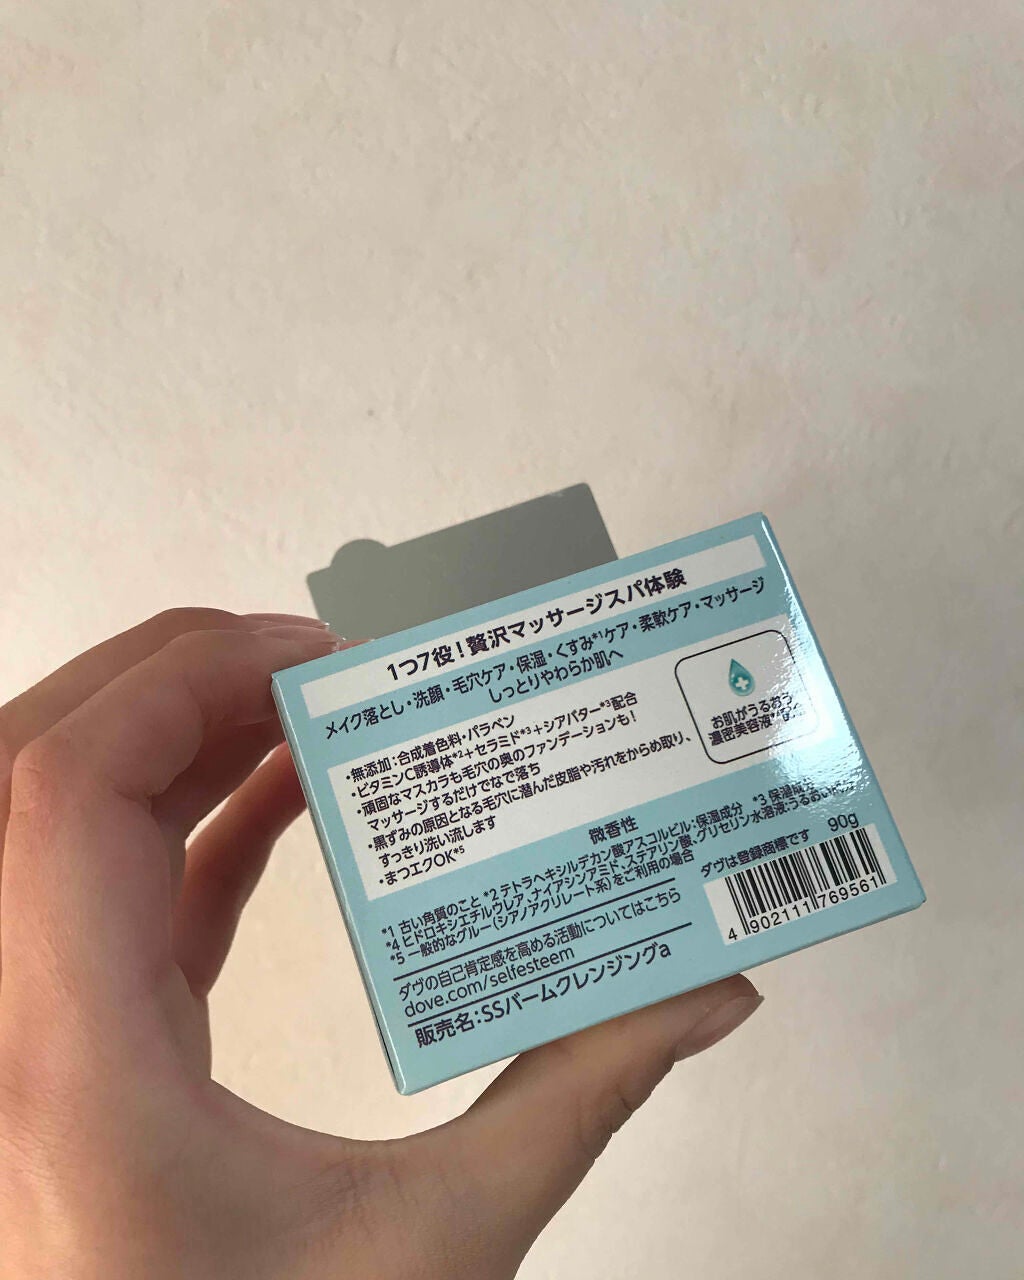 1つ7役！贅沢マッサージスパ体験
メイク落とし・洗顔・毛穴ケア・保湿・くすみ*1ケア・柔軟ケア・マッサージ
しっとりやわらか肌へ
・無添加：合成着色料・パラベン
・ビタミンC誘導体*2＋セラミド*3＋シアバター*3配合
・頑固なマスカラも毛穴の奥のファンデーションも！
マッサージするだけでなで落ち
・黒ずみの原因となる毛穴に潜んだ皮脂や汚れをからめ取り、
すっきり洗い流します
・まつエクOK*5
お肌がうるおう
濃密美容液*4配合
微香性
*1 古い角質のこと *2 テトラヘキシルデカン酸アスコルビル：保湿成分 *3 保湿成分
*4 ヒドロキシエチルウレア、ナイアシンアミド、ステアリン酸、グリセリン水溶液：うるおい
*5 一般的なグルー（シアノアクリレート系）をご利用の場合
ダヴの自己肯定感を高める活動についてはこちら
dove.com/selfesteem
販売名：SSバームクレンジングa
ダヴは登録商標です 90g
4 902111 769561